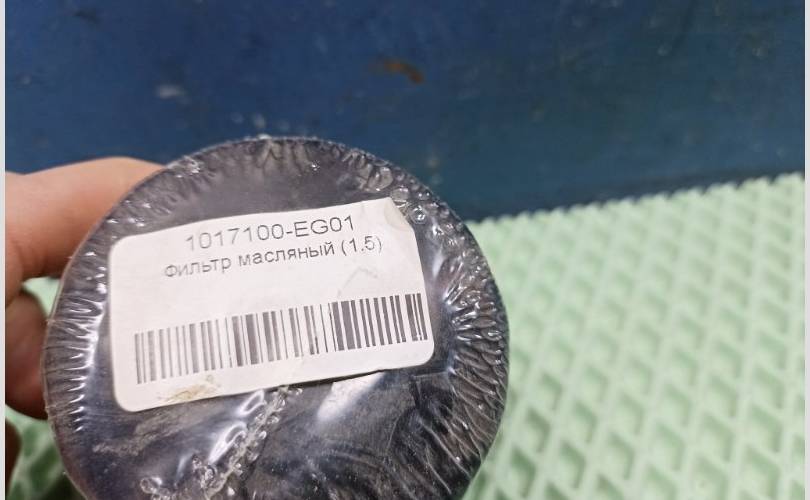 1017100-EG01
Фильтр масляный (1.5)